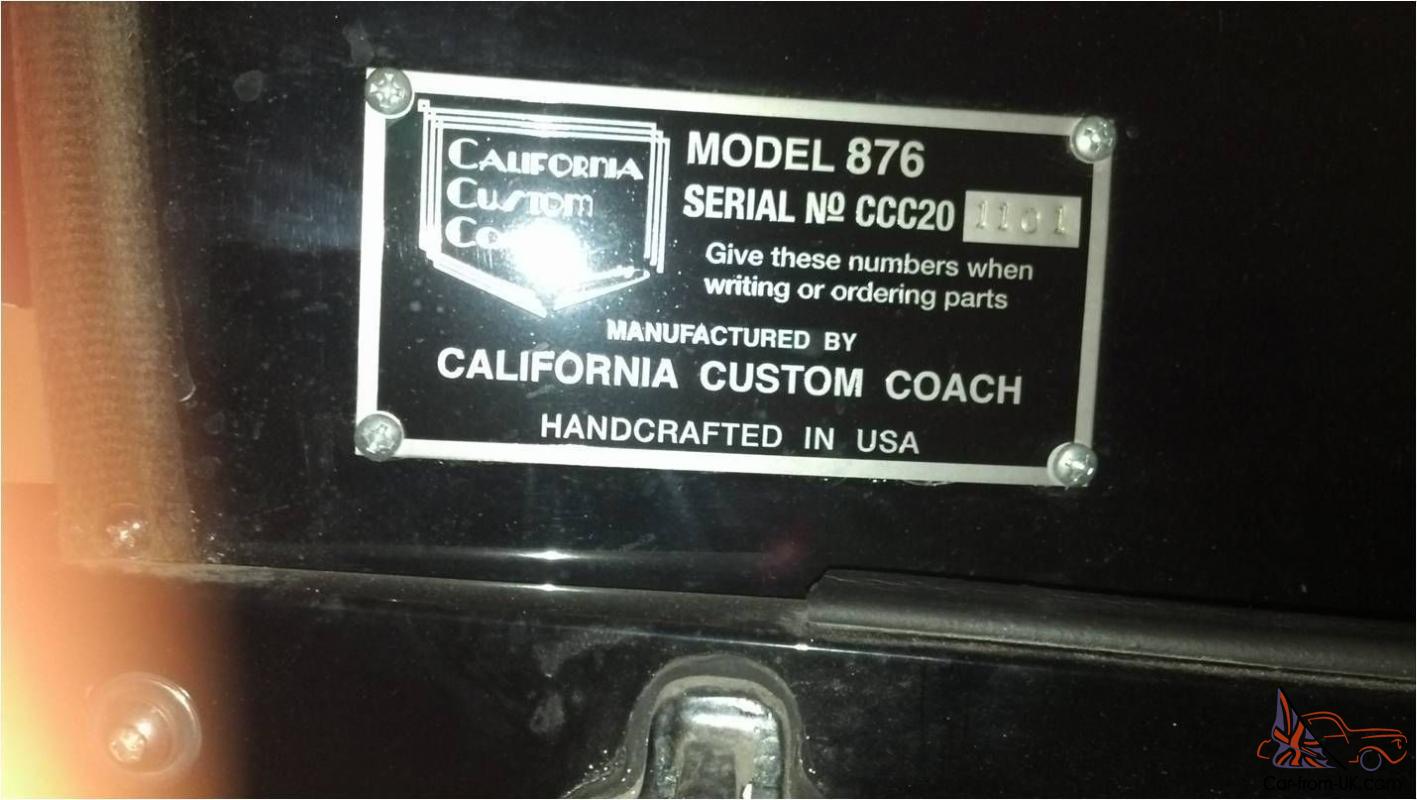 CALIFORNIA
CUSTOM
MODEL 876
SERIAL Nº CCC20 1101
Give these numbers when
writing or ordering parts
MANUFACTURED BY
CALIFORNIA CUSTOM COACH
HANDCRAFTED IN USA
Car-from-UK.com